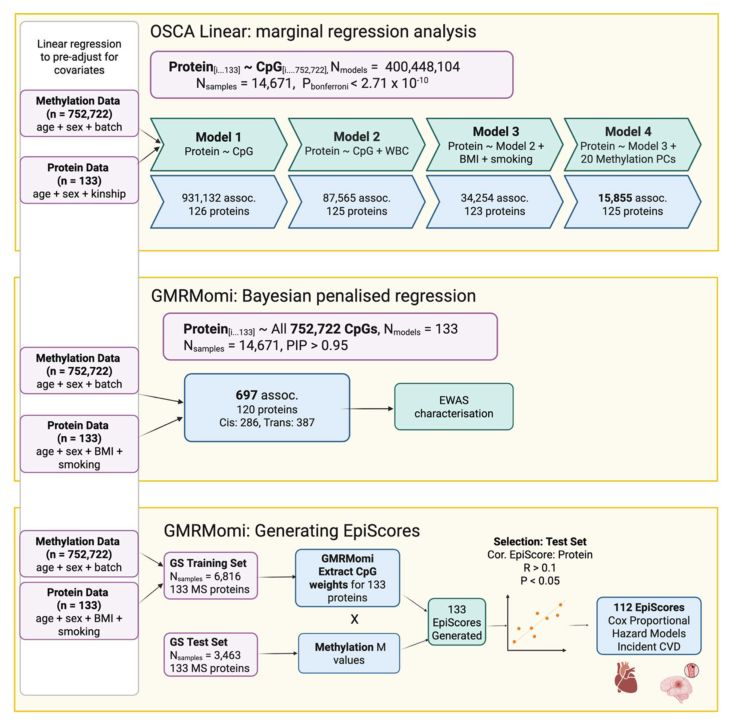 Linear regression
to pre-adjust for
covariates
OSCA Linear: marginal regression analysis
Protein[i...133] ~ CpG[i....752,722], Nmodels = 400,448,104
Nsamples = 14,671, Pbonferroni < 2.71 x 10-10
Methylation Data
(n = 752,722)
age + sex + batch
Protein Data
(n = 133)
age + sex + kinship
Model 1
Protein ~ CpG
Model 2
Protein ~ CpG + WBC
Model 3
Protein ~ Model 2 +
BMI + smoking
Model 4
Protein ~ Model 3 +
20 Methylation PCs
931,132 assoc.
126 proteins
87,565 assoc.
125 proteins
34,254 assoc.
123 proteins
15,855 assoc.
125 proteins
GMRMomi: Bayesian penalised regression
Protein[i...133] ~ All 752,722 CpGs, Nmodels = 133
Nsamples = 14,671, PIP > 0.95
Methylation Data
(n = 752,722)
age + sex + batch
Protein Data
(n = 133)
age + sex + BMI +
smoking
697 assoc.
120 proteins
Cis: 286, Trans: 387
EWAS
characterisation
GMRMomi: Generating EpiScores
Methylation Data
(n = 752,722)
age + sex + batch
Protein Data
(n = 133)
age + sex + BMI +
smoking
GS Training Set
Nsamples = 6,816
133 MS proteins
GS Test Set
Nsamples = 3,463
133 MS proteins
GMRMomi
Extract CpG
weights for 133
proteins
X
Methylation M
values
133
EpiScores
Generated
Selection: Test Set
Cor. EpiScore: Protein
R > 0.1
P < 0.05
112 EpiScores
Cox Proportional
Hazard Models
Incident CVD